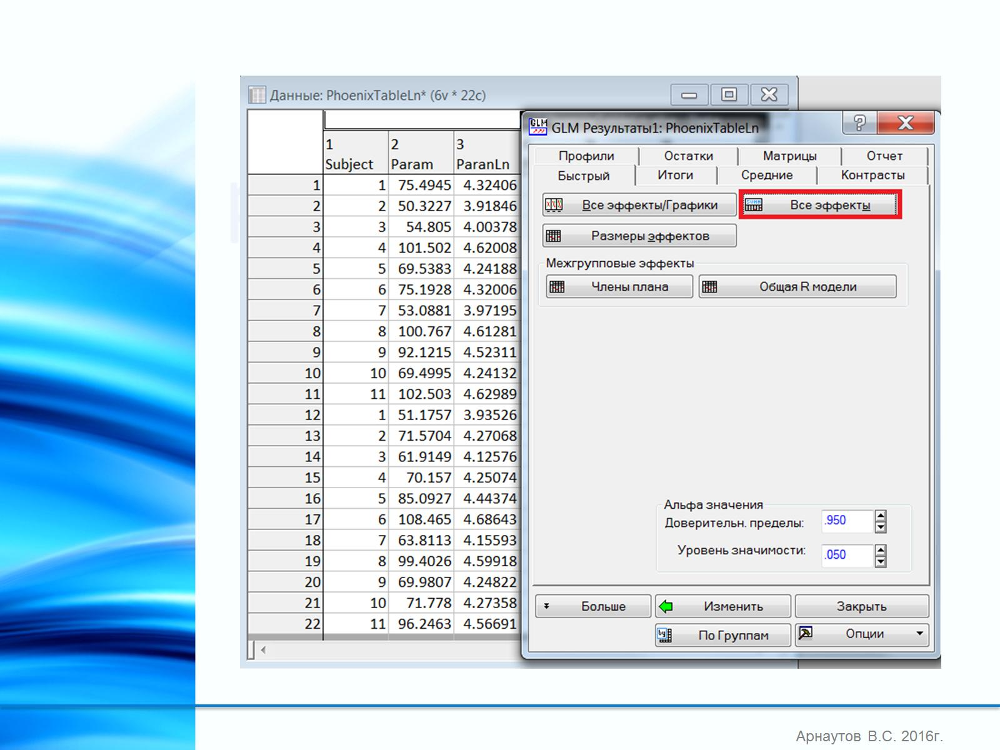 Данные: PhoenixTableLn* (6v * 22c)
1 2 3
Subject Param ParanLn
1 1 75.4945 4.32406
2 2 50.3227 3.91846
3 3 54.805 4.00378
4 4 101.502 4.62008
5 5 69.5383 4.24188
6 6 75.1928 4.32006
7 7 53.0881 3.97195
8 8 100.767 4.61281
9 9 92.1215 4.52311
10 10 69.4995 4.24132
11 11 102.503 4.62989
12 1 51.1757 3.93526
13 2 71.5704 4.27068
14 3 61.9149 4.12576
15 4 70.157 4.25074
16 5 85.0927 4.44374
17 6 108.465 4.68643
18 7 63.8113 4.15593
19 8 99.4026 4.59918
20 9 69.9807 4.24822
21 10 71.778 4.27358
22 11 96.2463 4.56691
GLM Результаты1: PhoenixTableLn
Профили Остатки Матрицы Отчет
Быстрый Итоги Средние Контрасты
Все эффекты/Графики Все эффекты
Размеры эффектов
Межгрупповые эффекты
Члены плана Общая R модели
Альфа значения
Доверительн. пределы: .950
Уровень значимости: .050
Больше Изменить Закрыть
По Группам Опции
Арнаутов В.С. 2016г.